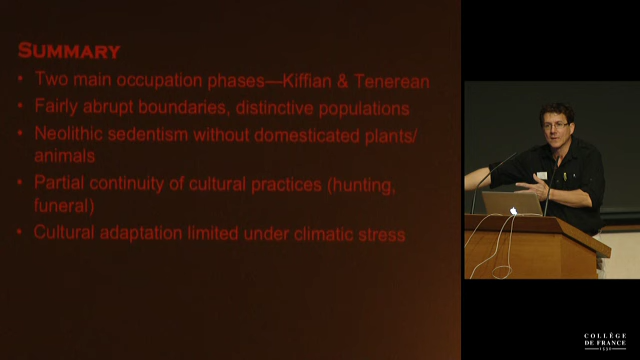 SUMMARY
• Two main occupation phases—Kiffian & Tenerean
• Fairly abrupt boundaries, distinctive populations
• Neolithic sedentism without domesticated plants/
animals
• Partial continuity of cultural practices (hunting,
funeral)
• Cultural adaptation limited under climatic stress
COLLÈGE
DE FRANCE
1530